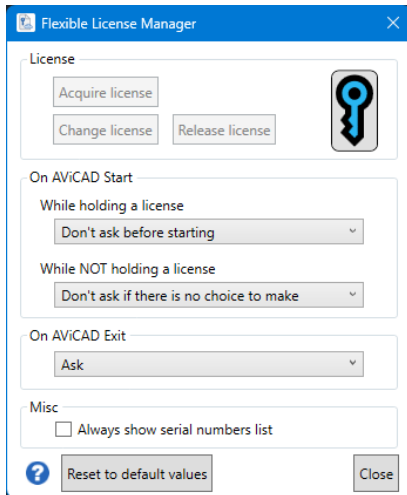 Flexible License Manager
License
Acquire license
Change license Release license
On AViCAD Start
While holding a license
Don't ask before starting
While NOT holding a license
Don't ask if there is no choice to make
On AViCAD Exit
Ask
Misc
Always show serial numbers list
? Reset to default values Close